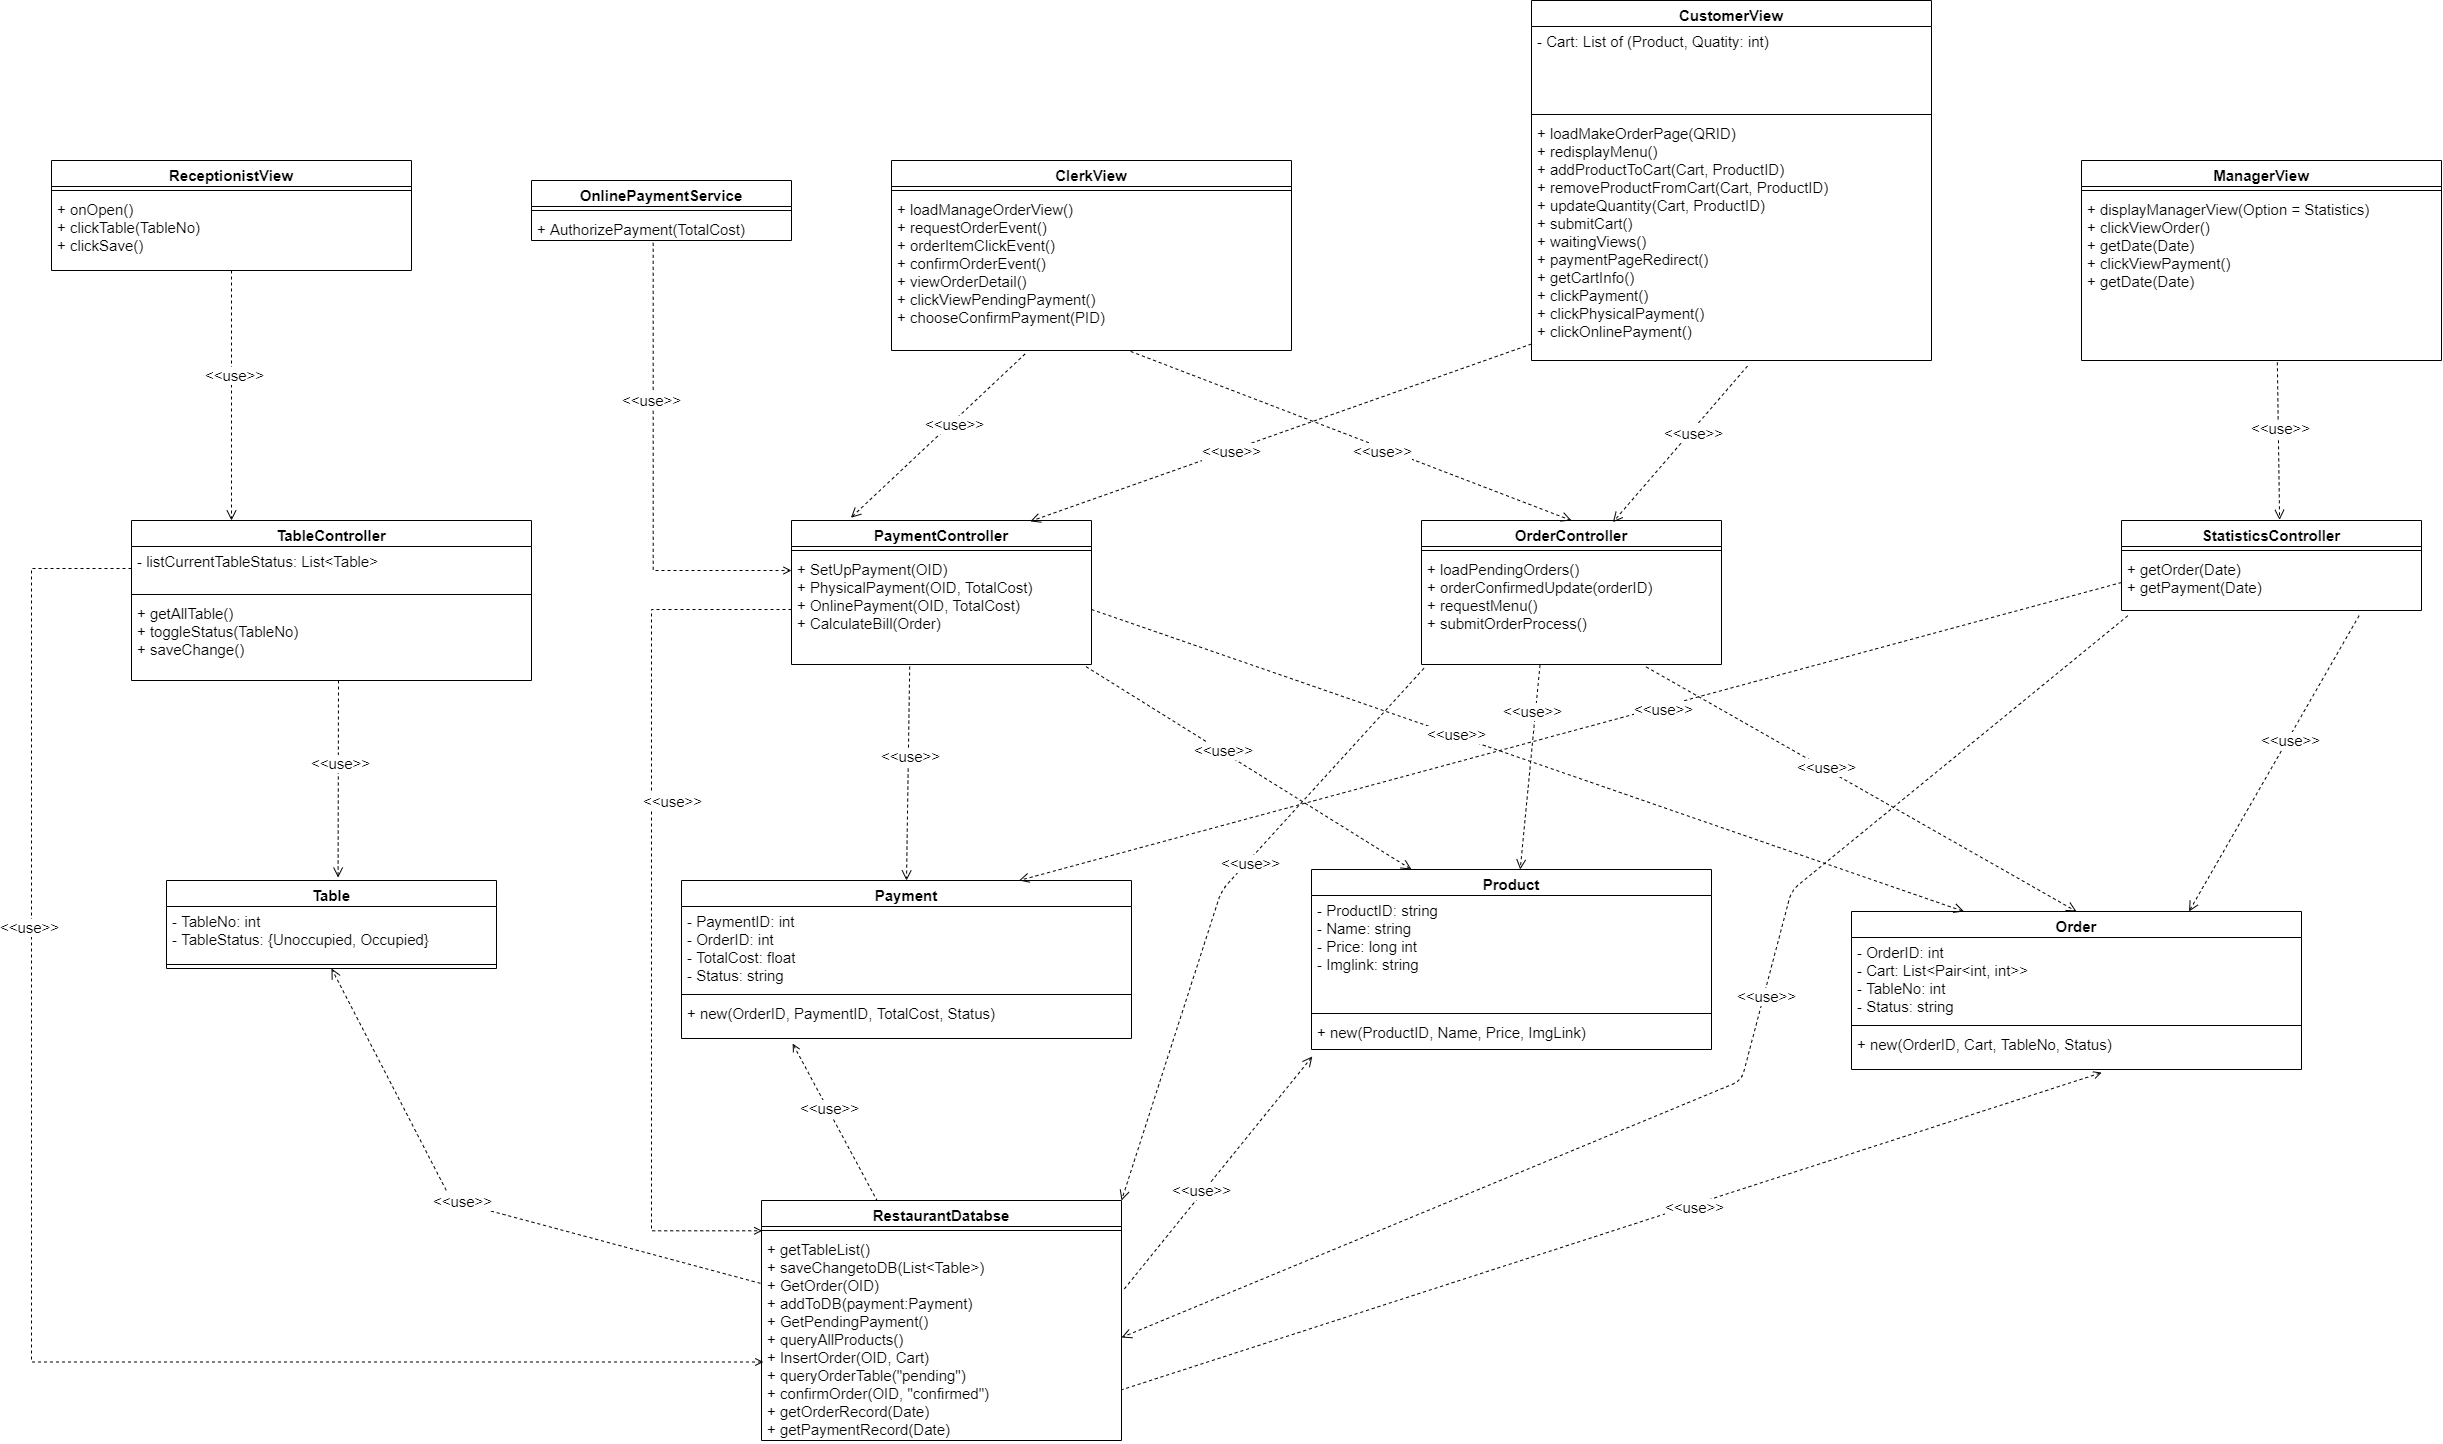 CustomerView
- Cart: List of (Product, Quatity: int)
+ loadMakeOrderPage(QRID)
+ redisplayMenu()
+ addProductToCart(Cart, ProductID)
+ removeProductFromCart(Cart, ProductID)
+ updateQuantity(Cart, ProductID)
+ submitCart()
+ waitingViews()
+ paymentPageRedirect()
+ getCartInfo()
+ clickPayment()
+ clickPhysicalPayment()
+ clickOnlinePayment()
ReceptionistView
+ onOpen()
+ clickTable(TableNo)
+ clickSave()
OnlinePaymentService
+ AuthorizePayment(TotalCost)
ClerkView
+ loadManageOrderView()
+ requestOrderEvent()
+ orderItemClickEvent()
+ confirmOrderEvent()
+ viewOrderDetail()
+ clickViewPendingPayment()
+ chooseConfirmPayment(PID)
ManagerView
+ displayManagerView(Option = Statistics)
+ clickViewOrder()
+ getDate(Date)
+ clickViewPayment()
+ getDate(Date)
<<use>>
<<use>>
<<use>>
<<use>>
<<use>>
<<use>>
<<use>>
TableController
- listCurrentTableStatus: List<Table>
+ getAllTable()
+ toggleStatus(TableNo)
+ saveChange()
PaymentController
+ SetUpPayment(OID)
+ PhysicalPayment(OID, TotalCost)
+ OnlinePayment(OID, TotalCost)
+ CalculateBill(Order)
OrderController
+ loadPendingOrders()
+ orderConfirmedUpdate(orderID)
+ requestMenu()
+ submitOrderProcess()
StatisticsController
+ getOrder(Date)
+ getPayment(Date)
<<use>>
<<use>>
<<use>>
<<use>>
<<use>>
<<use>>
<<use>>
<<use>>
<<use>>
<<use>>
<<use>>
Table
- TableNo: int
- TableStatus: {Unoccupied, Occupied}
Payment
- PaymentID: int
- OrderID: int
- TotalCost: float
- Status: string
+ new(OrderID, PaymentID, TotalCost, Status)
Product
- ProductID: string
- Name: string
- Price: long int
- Imglink: string
+ new(ProductID, Name, Price, ImgLink)
Order
- OrderID: int
- Cart: List<Pair<int, int>>
- TableNo: int
- Status: string
+ new(OrderID, Cart, TableNo, Status)
<<use>>
<<use>>
<<use>>
<<use>>
<<use>>
<<use>>
RestaurantDatabse
+ getTableList()
+ saveChangetoDB(List<Table>)
+ GetOrder(OID)
+ addToDB(payment:Payment)
+ GetPendingPayment()
+ queryAllProducts()
+ InsertOrder(OID, Cart)
+ queryOrderTable("pending")
+ confirmOrder(OID, "confirmed")
+ getOrderRecord(Date)
+ getPaymentRecord(Date)